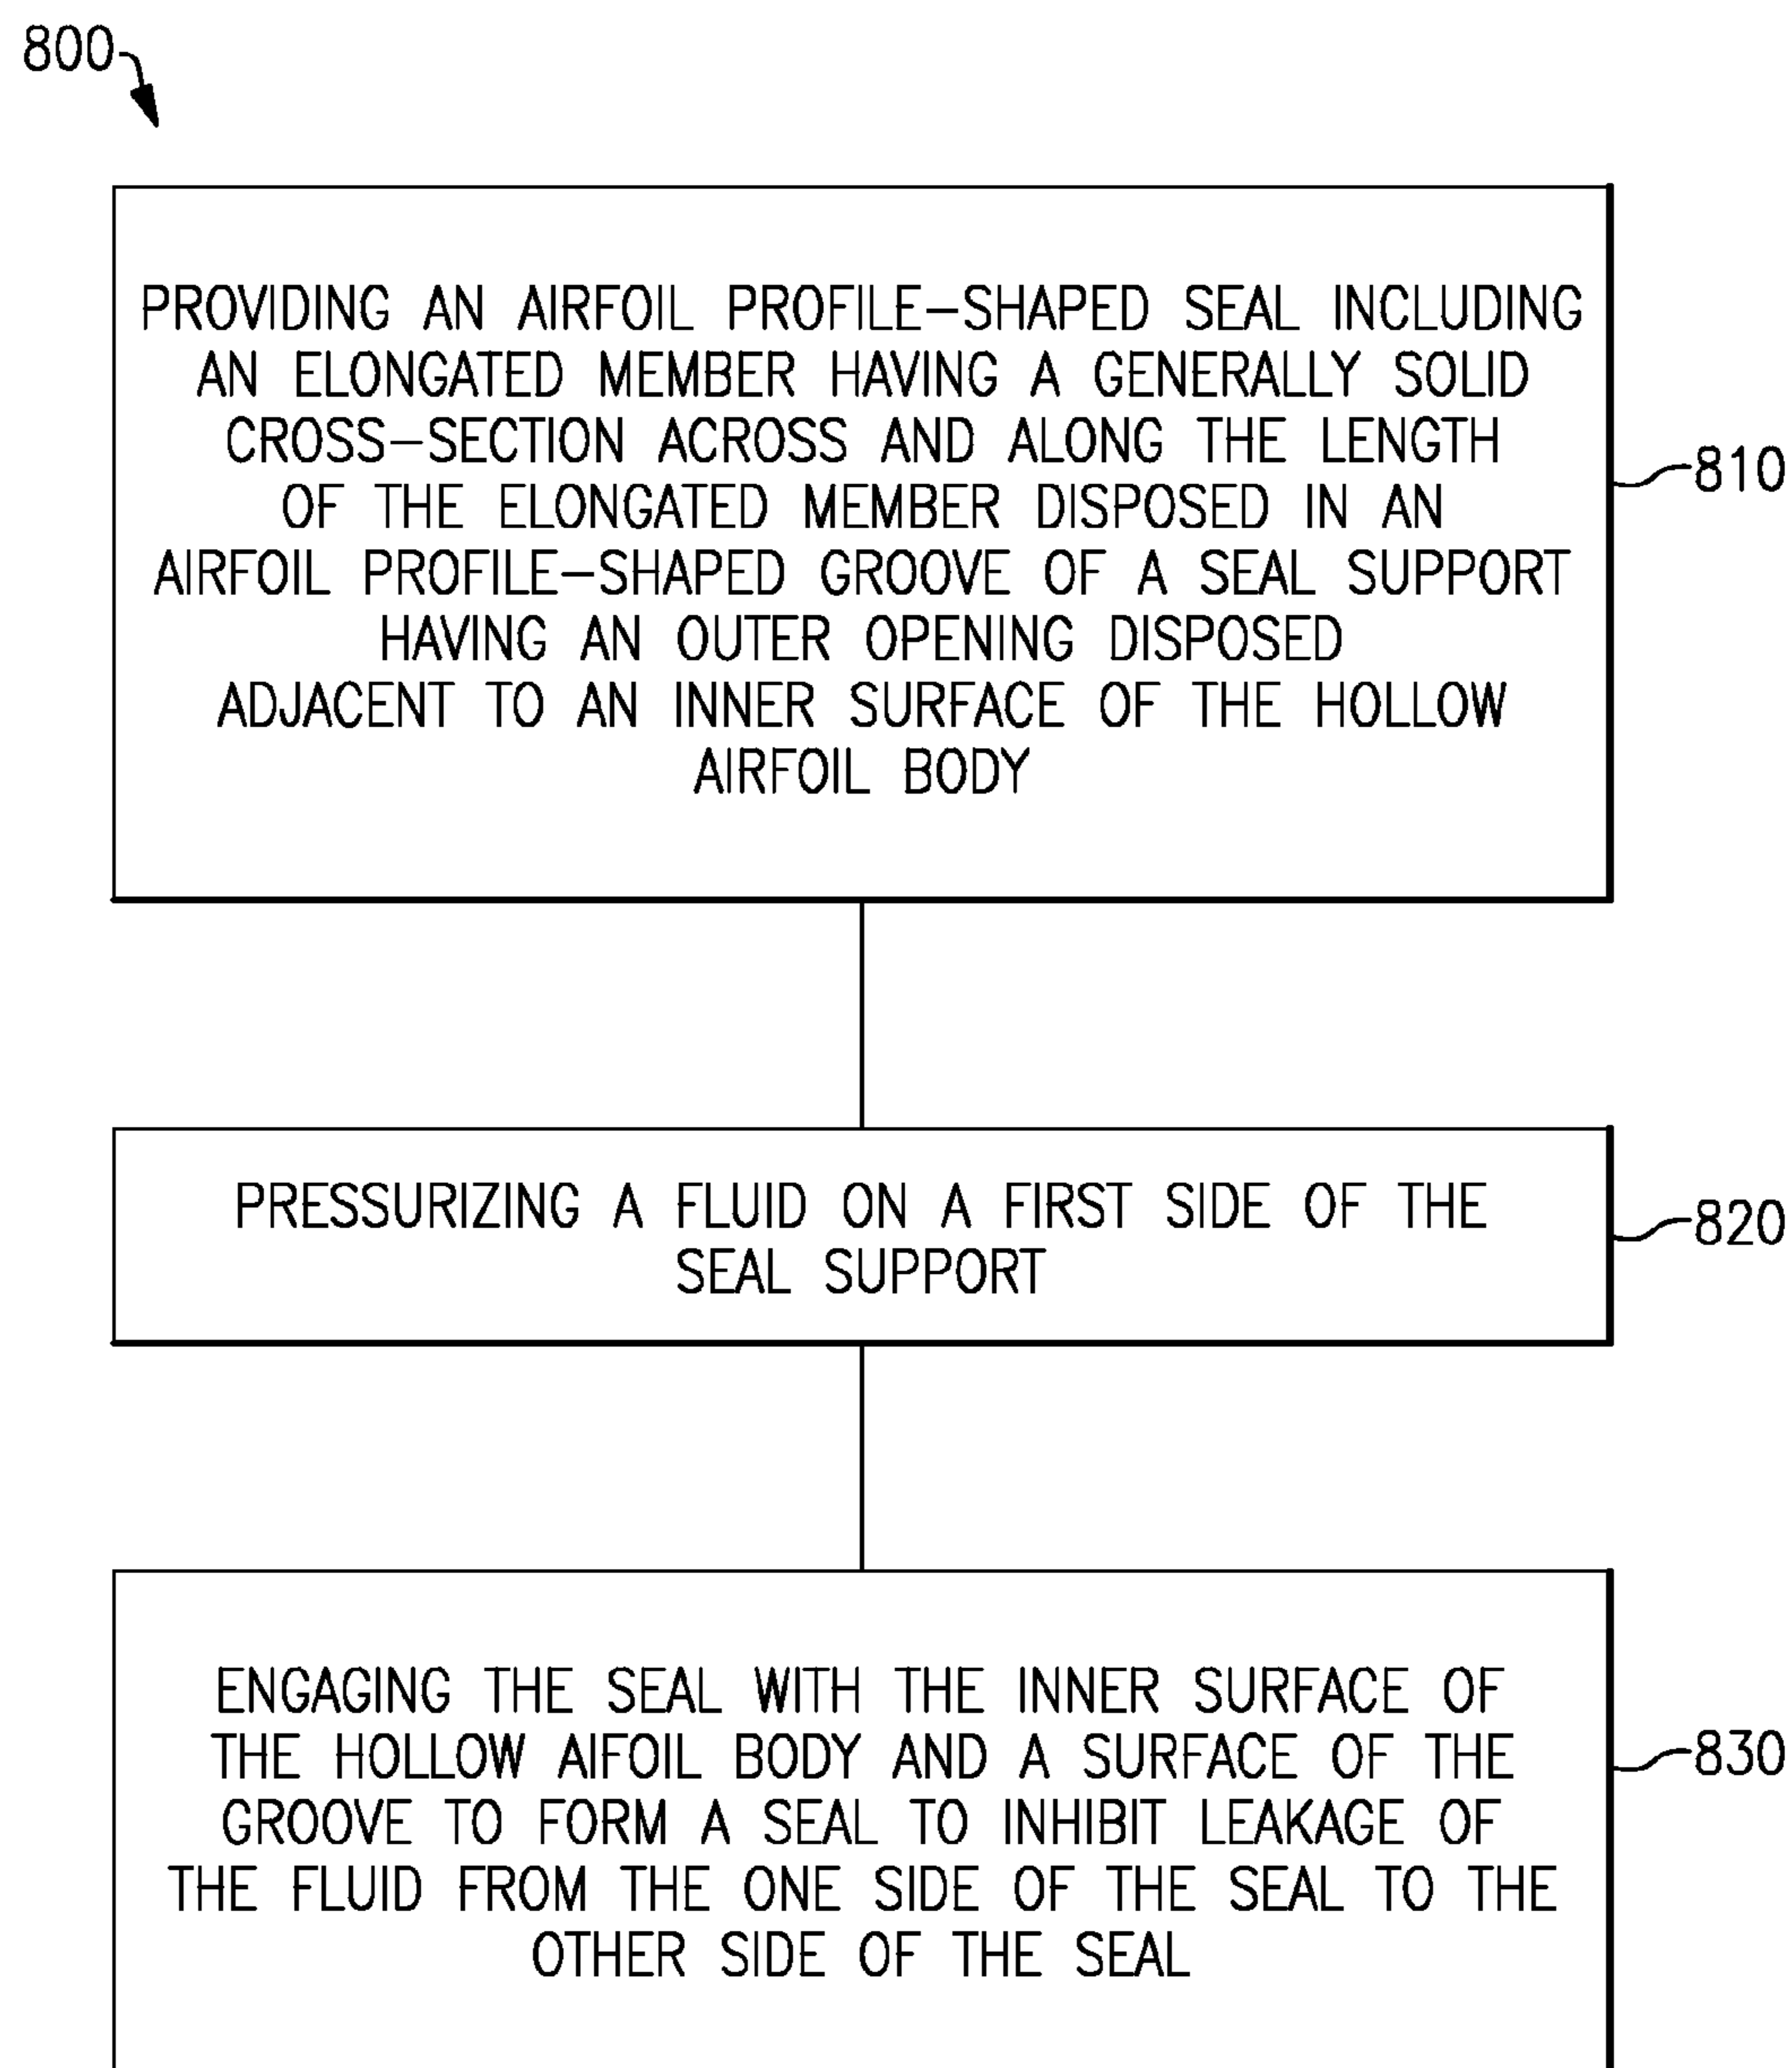 800
PROVIDING AN AIRFOIL PROFILE-SHAPED SEAL INCLUDING
AN ELONGATED MEMBER HAVING A GENERALLY SOLID
CROSS-SECTION ACROSS AND ALONG THE LENGTH
OF THE ELONGATED MEMBER DISPOSED IN AN
AIRFOIL PROFILE-SHAPED GROOVE OF A SEAL SUPPORT
HAVING AN OUTER OPENING DISPOSED
ADJACENT TO AN INNER SURFACE OF THE HOLLOW
AIRFOIL BODY
810
PRESSURIZING A FLUID ON A FIRST SIDE OF THE
SEAL SUPPORT
820
ENGAGING THE SEAL WITH THE INNER SURFACE OF
THE HOLLOW AIFOIL BODY AND A SURFACE OF THE
GROOVE TO FORM A SEAL TO INHIBIT LEAKAGE OF
THE FLUID FROM THE ONE SIDE OF THE SEAL TO THE
OTHER SIDE OF THE SEAL
830